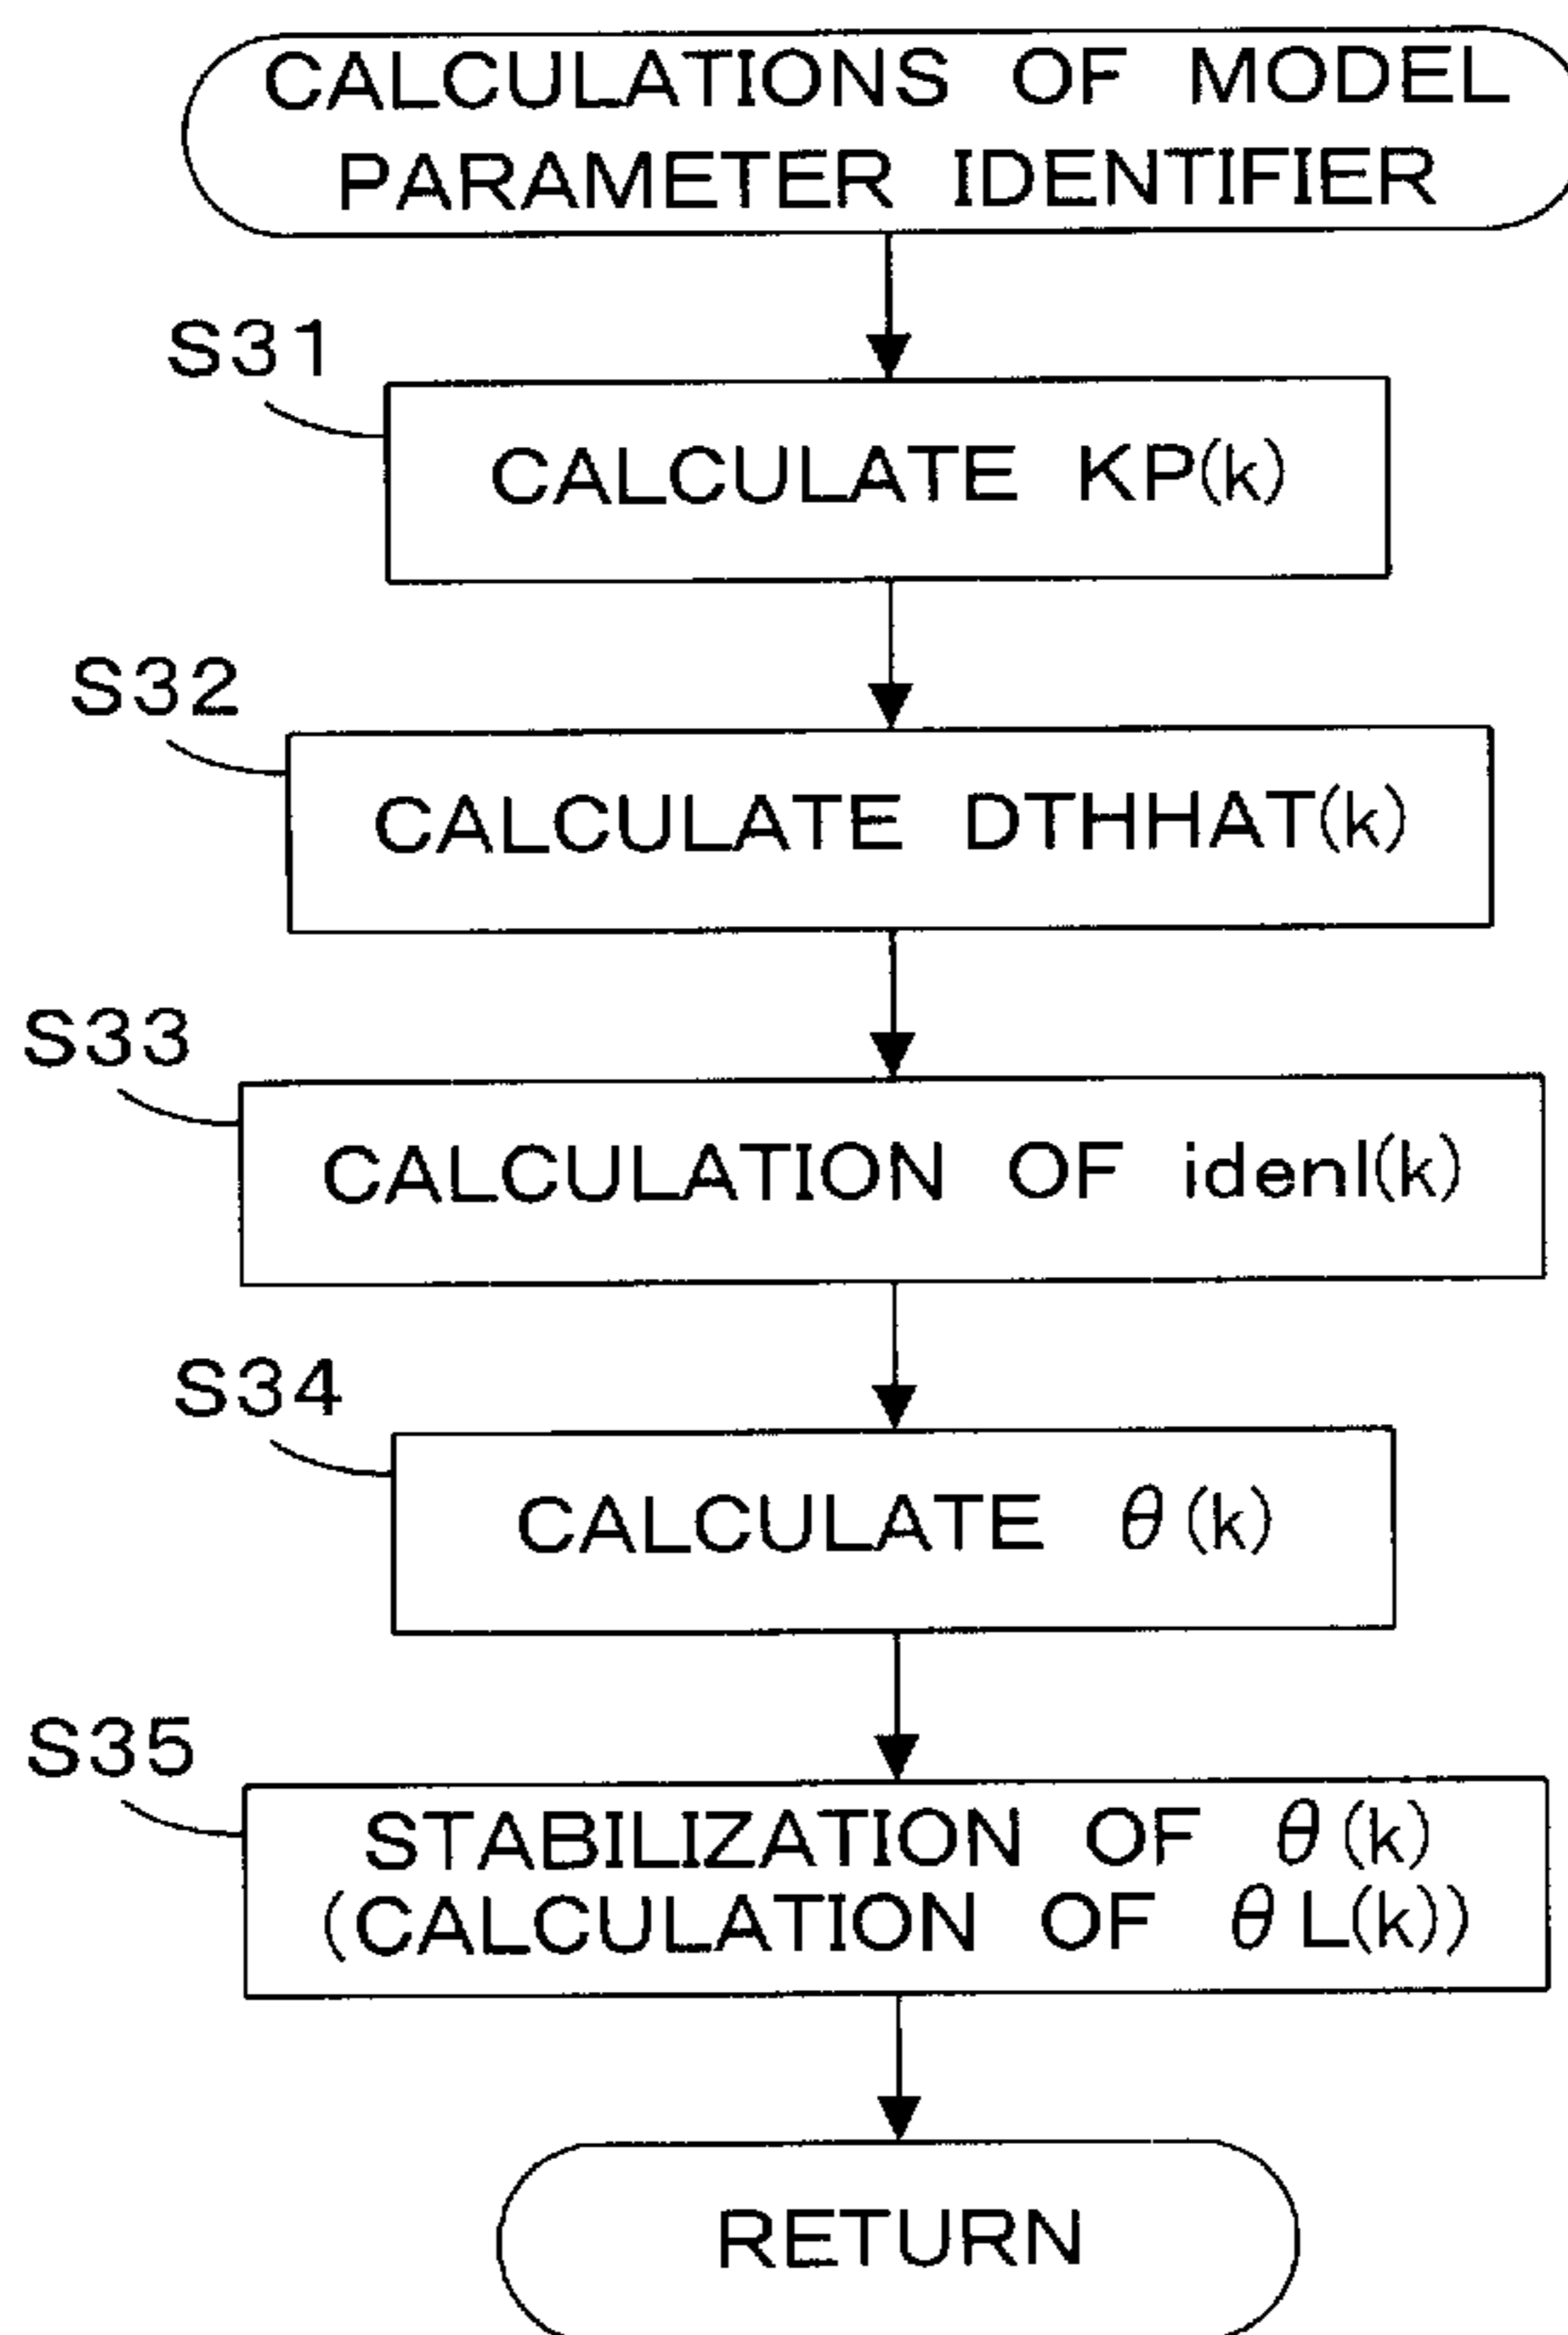 CALCULATIONS OF MODEL
PARAMETER IDENTIFIER
S31
CALCULATE KP(k)
S32
CALCULATE DTHHAT(k)
S33
CALCULATION OF idenl(k)
S34
CALCULATE θ(k)
S35
STABILIZATION OF θ(k)
(CALCULATION OF θL(k))
RETURN